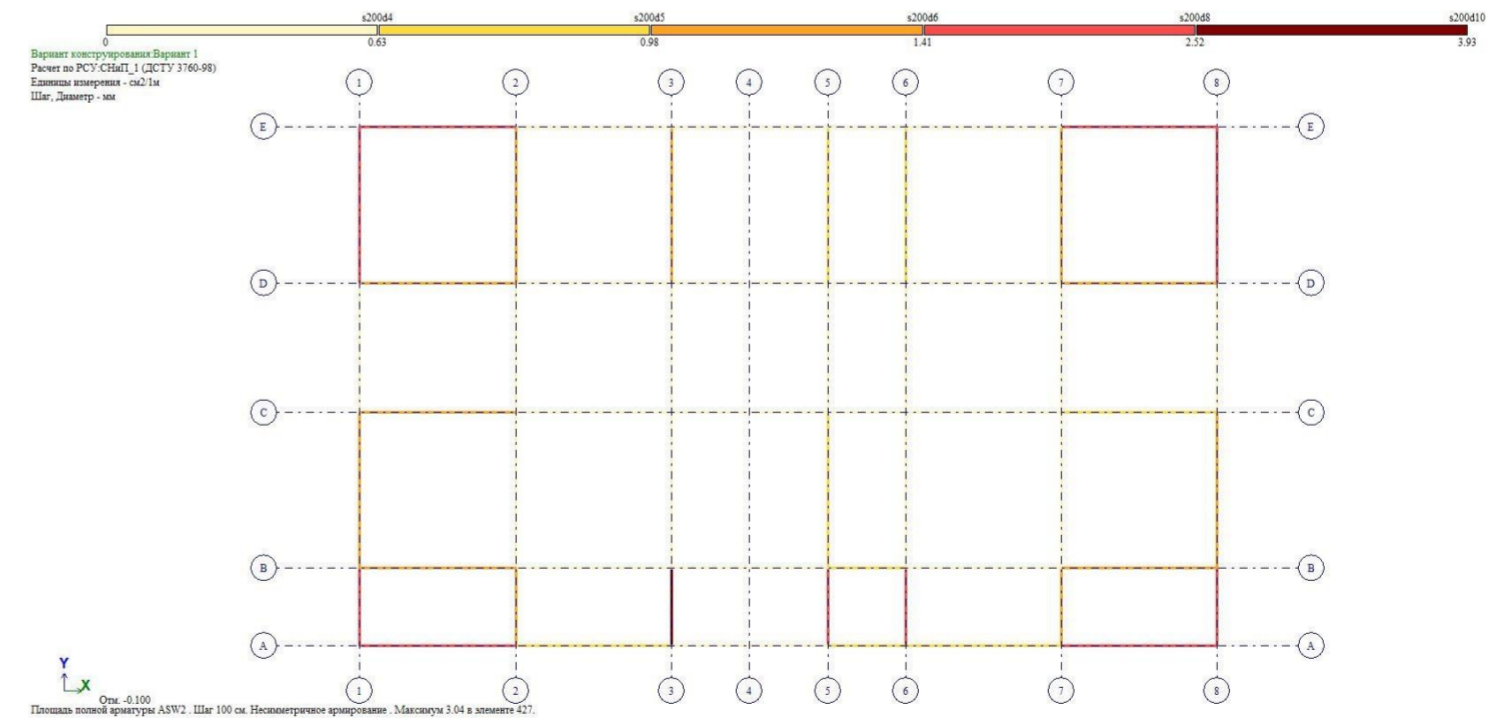 s200d4 s200d5 s200d6 s200d8 s200d10
0 0.63 0.98 1.41 2.52 3.93
Вариант конструирования:Вариант 1
Расчет по РСУ:СНиП_1 (ДСТУ 3760-98)
Единицы измерения - см2/1м
Шаг, Диаметр - мм
1 2 3 4 5 6 7 8
E E
D D
C C
B B
A A
Y
X
1 2 3 4 5 6 7 8
Отм. -0.100
Площадь полной арматуры ASW2 . Шаг 100 см. Несимметричное армирование . Максимум 3.04 в элементе 427.